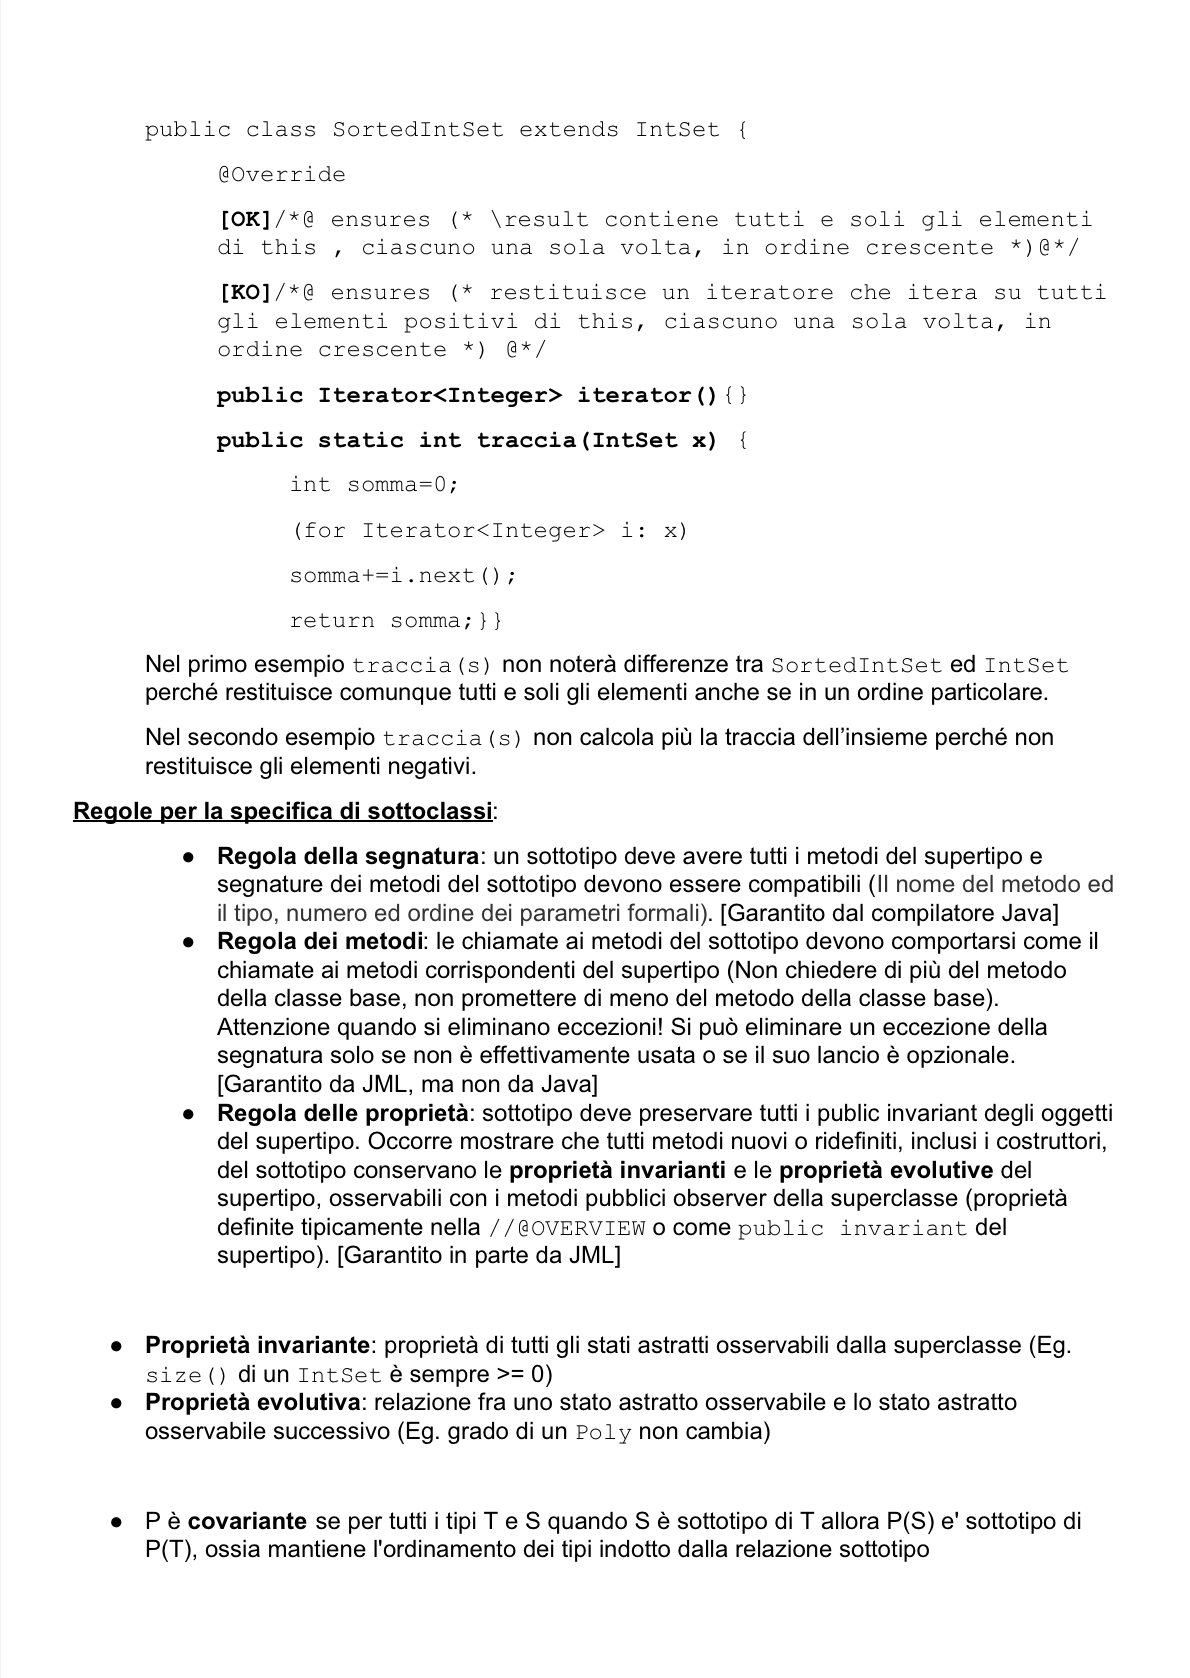 public class SortedIntSet extends IntSet {
@Override
[OK]/*@ ensures (* \result contiene tutti e soli gli elementi
di this , ciascuno una sola volta, in ordine crescente *)@*/
[KO]/*@ ensures (* restituisce un iteratore che itera su tutti
gli elementi positivi di this, ciascuno una sola volta, in
ordine crescente *) @*/
public Iterator<Integer> iterator(){}
public static int traccia(IntSet x) {
int somma=0;
(for Iterator<Integer> i: x)
somma+=i.next();
return somma;}}
Nel primo esempio traccia(s) non noterà differenze tra SortedIntSet ed IntSet
perché restituisce comunque tutti e soli gli elementi anche se in un ordine particolare.
Nel secondo esempio traccia(s) non calcola più la traccia dell’insieme perché non
restituisce gli elementi negativi.
Regole per la specifica di sottoclassi:
● Regola della segnatura: un sottotipo deve avere tutti i metodi del supertipo e
segnature dei metodi del sottotipo devono essere compatibili (Il nome del metodo ed
il tipo, numero ed ordine dei parametri formali). [Garantito dal compilatore Java]
● Regola dei metodi: le chiamate ai metodi del sottotipo devono comportarsi come il
chiamate ai metodi corrispondenti del supertipo (Non chiedere di più del metodo
della classe base, non promettere di meno del metodo della classe base).
Attenzione quando si eliminano eccezioni! Si può eliminare un eccezione della
segnatura solo se non è effettivamente usata o se il suo lancio è opzionale.
[Garantito da JML, ma non da Java]
● Regola delle proprietà: sottotipo deve preservare tutti i public invariant degli oggetti
del supertipo. Occorre mostrare che tutti metodi nuovi o ridefiniti, inclusi i costruttori,
del sottotipo conservano le proprietà invarianti e le proprietà evolutive del
supertipo, osservabili con i metodi pubblici observer della superclasse (proprietà
definite tipicamente nella //@OVERVIEW o come public invariant del
supertipo). [Garantito in parte da JML]
● Proprietà invariante: proprietà di tutti gli stati astratti osservabili dalla superclasse (Eg.
size() di un IntSet è sempre >= 0)
● Proprietà evolutiva: relazione fra uno stato astratto osservabile e lo stato astratto
osservabile successivo (Eg. grado di un Poly non cambia)
● P è covariante se per tutti i tipi T e S quando S è sottotipo di T allora P(S) e' sottotipo di
P(T), ossia mantiene l'ordinamento dei tipi indotto dalla relazione sottotipo